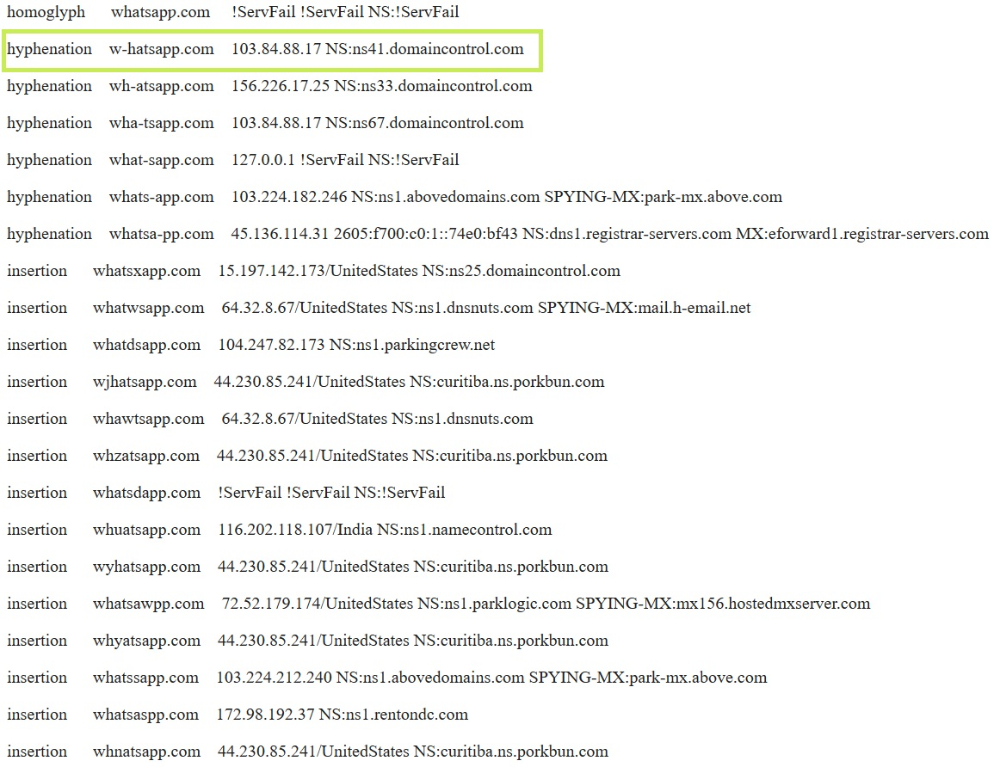 homoglyph whatsapp.com !ServFail !ServFail NS:!ServFail
hyphenation w-hatsapp.com 103.84.88.17 NS:ns41.domaincontrol.com
hyphenation wh-atsapp.com 156.226.17.25 NS:ns33.domaincontrol.com
hyphenation wha-tsapp.com 103.84.88.17 NS:ns67.domaincontrol.com
hyphenation what-sapp.com 127.0.0.1 !ServFail NS:!ServFail
hyphenation whats-app.com 103.224.182.246 NS:ns1.abovedomains.com SPYING-MX:park-mx.above.com
hyphenation whatsa-pp.com 45.136.114.31 2605:f700:c0:1::74e0:bf43 NS:dns1.registrar-servers.com MX:eforward1.registrar-servers.com
insertion whatsxapp.com 15.197.142.173/UnitedStates NS:ns25.domaincontrol.com
insertion whatwsapp.com 64.32.8.67/UnitedStates NS:ns1.dnsnuts.com SPYING-MX:mail.h-email.net
insertion whatdsapp.com 104.247.82.173 NS:ns1.parkingcrew.net
insertion wjhatsapp.com 44.230.85.241/UnitedStates NS:curitiba.ns.porkbun.com
insertion whawtsapp.com 64.32.8.67/UnitedStates NS:ns1.dnsnuts.com
insertion whzatsapp.com 44.230.85.241/UnitedStates NS:curitiba.ns.porkbun.com
insertion whatsdapp.com !ServFail !ServFail NS:!ServFail
insertion whuatsapp.com 116.202.118.107/India NS:ns1.namecontrol.com
insertion wyhatsapp.com 44.230.85.241/UnitedStates NS:curitiba.ns.porkbun.com
insertion whatsawpp.com 72.52.179.174/UnitedStates NS:ns1.parklogic.com SPYING-MX:mx156.hostedmxserver.com
insertion whyatsapp.com 44.230.85.241/UnitedStates NS:curitiba.ns.porkbun.com
insertion whatssapp.com 103.224.212.240 NS:ns1.abovedomains.com SPYING-MX:park-mx.above.com
insertion whatsaspp.com 172.98.192.37 NS:ns1.rentondc.com
insertion whnatsapp.com 44.230.85.241/UnitedStates NS:curitiba.ns.porkbun.com